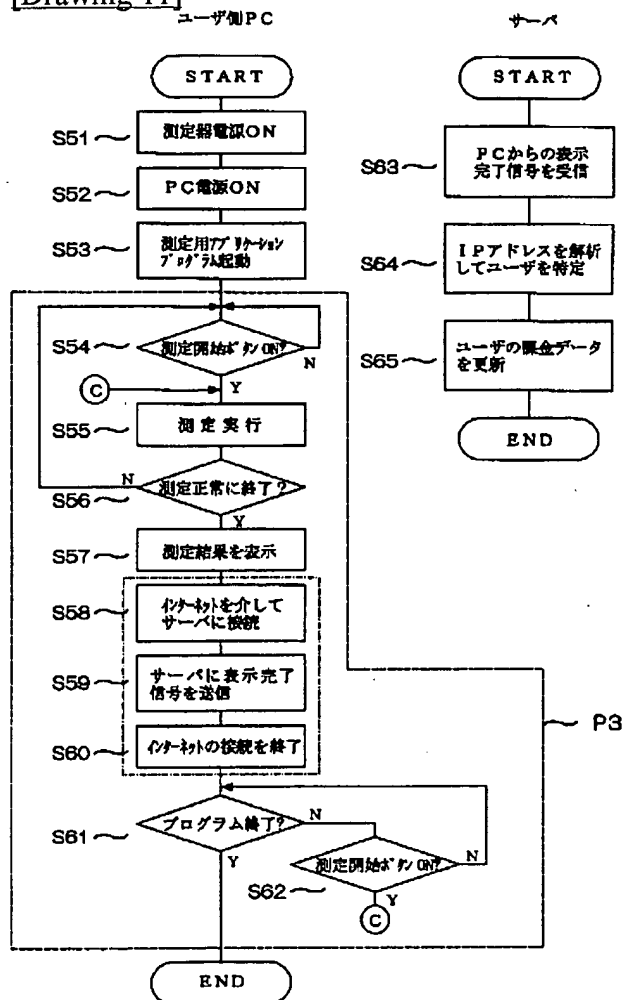 [Drawing 11]
ユーザ側PC
START
S51
測定器電源ON
S52
PC電源ON
S53
測定用アプリケーション
プログラム起動
S54
測定開始ボタンON?
N
Y
C
S55
測定実行
S56
測定正常に終了?
N
Y
S57
測定結果を表示
S58
インターネットを介して
サーバに接続
S59
サーバに表示完了
信号を送信
S60
インターネットの接続を終了
P3
S61
プログラム終了?
N
Y
S62
測定開始ボタンON?
N
Y
C
END
サーバ
START
S63
PCからの表示
完了信号を受信
S64
IPアドレスを解析
してユーザを特定
S65
ユーザの課金データ
を更新
END